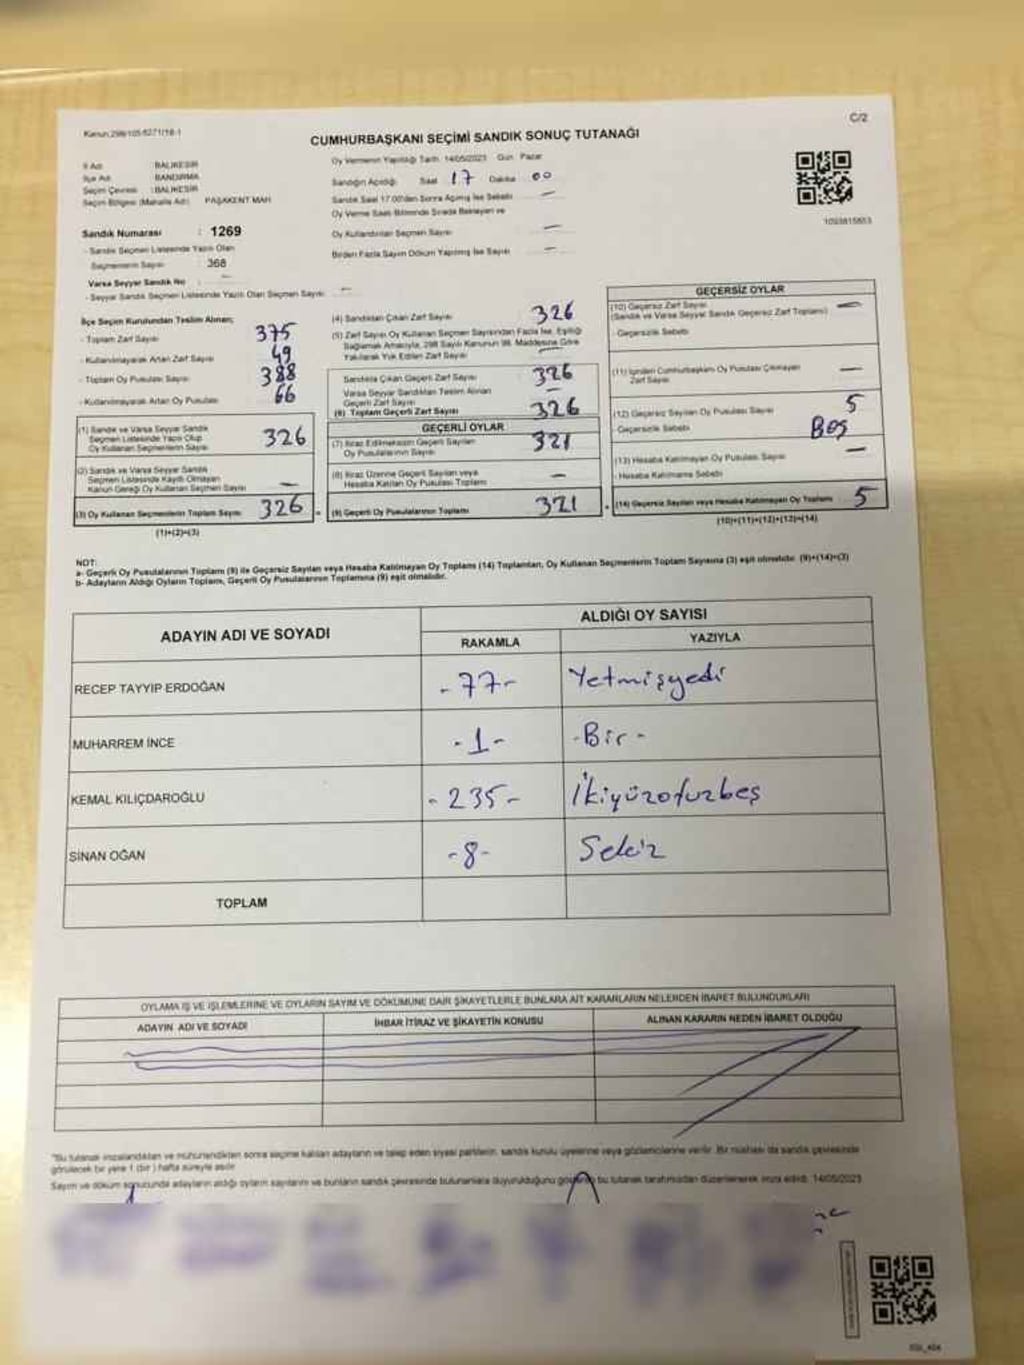 Kanun:298/105 6271/18-1
C/2
CUMHURBAŞKANI SEÇİMİ SANDIK SONUÇ TUTANAĞI
İl Adı : BALIKESİR
İlçe Adı : BANDIRMA
Seçim Çevresi : BALIKESİR
Seçim Bölgesi (Mahalle Adı) : PAŞAKENT MAH
Sandık Numarası : 1269
- Sandık Seçmen Listesinde Yazılı Olan
Seçmenlerin Sayısı : 368
Varsa Seyyar Sandık No : -
- Seyyar Sandık Seçmen Listesinde Yazılı Olan Seçmen Sayısı: -
Oy Vermenin Yapıldığı Tarih: 14/05/2023 Gün: Pazar
Sandığın Açıldığı Saat 17 Dakika 00
Sandık Saat 17.00'den Sonra Açılmış İse Sebebi -
Oy Verme Saati Bitiminde Sırada Bekleyen ve
Oy Kullandırılan Seçmen Sayısı -
Birden Fazla Sayım Döküm Yapılmış İse Sayısı -
1093815653
İlçe Seçim Kurulundan Teslim Alınan;
- Toplam Zarf Sayısı 375
- Kullanılmayarak Artan Zarf Sayısı 49
- Toplam Oy Pusulası Sayısı 388
- Kullanılmayarak Artan Oy Pusulası 66
(1) Sandık ve Varsa Seyyar Sandık
Seçmen Listesinde Yazılı Olup
Oy Kullanan Seçmenlerin Sayısı 326
(2) Sandık ve Varsa Seyyar Sandık
Seçmen Listesinde Kayıtlı Olmayan
Kanun Gereği Oy Kullanan Seçmen Sayısı -
(3) Oy Kullanan Seçmenlerin Toplam Sayısı 326
(1)+(2)=(3)
(4) Sandıktan Çıkan Zarf Sayısı 326
(5) Zarf Sayısı Oy Kullanan Seçmen Sayısından Fazla İse, Eşitliği
Sağlamak Amacıyla, 298 Sayılı Kanunun 98. Maddesine Göre
Yakılarak Yok Edilen Zarf Sayısı -
Sandıkta Çıkan Geçerli Zarf Sayısı 326
Varsa Seyyar Sandıktan Teslim Alınan
Geçerli Zarf Sayısı -
(6) Toplam Geçerli Zarf Sayısı 326
GEÇERLİ OYLAR
(7) İtiraz Edilmeksizin Geçerli Sayılan
Oy Pusulalarının Sayısı 321
(8) İtiraz Üzerine Geçerli Sayılan veya
Hesaba Katılan Oy Pusulası Toplamı -
(9) Geçerli Oy Pusulalarının Toplamı 321
GEÇERSİZ OYLAR
(10) Geçersiz Zarf Sayısı
(Sandık ve Varsa Seyyar Sandık Geçersiz Zarf Toplamı) -
- Geçersizlik Sebebi
(11) İçinden Cumhurbaşkanı Oy Pusulası Çıkmayan
Zarf Sayısı -
(12) Geçersiz Sayılan Oy Pusulası Sayısı 5
- Geçersizlik Sebebi Boş
(13) Hesaba Katılmayan Oy Pusulası Sayısı -
- Hesaba Katılmama Sebebi
(14) Geçersiz Sayılan veya Hesaba Katılmayan Oy Toplamı 5
(10)+(11)+(12)+(13)=(14)
NOT:
a- Geçerli Oy Pusulalarının Toplamı (9) ile Geçersiz Sayılan veya Hesaba Katılmayan Oy Toplamı (14) Toplamları, Oy Kullanan Seçmenlerin Toplam Sayısına (3) eşit olmalıdır. (9)+(14)=(3)
b- Adayların Aldığı Oyların Toplamı, Geçerli Oy Pusulalarının Toplamına (9) eşit olmalıdır.
ADAYIN ADI VE SOYADI
ALDIĞI OY SAYISI
RAKAMLA YAZIYLA
RECEP TAYYIP ERDOĞAN -77- Yetmişyedi
MUHARREM İNCE -1- -Bir-
KEMAL KILIÇDAROĞLU -235- İkiyüzotuzbeş
SİNAN OĞAN -8- Sekiz
TOPLAM
OYLAMA İŞ VE İŞLEMLERİNE VE OYLARIN SAYIM VE DÖKÜMÜNE DAİR ŞİKAYETLERLE BUNLARA AİT KARARLARIN NELERDEN İBARET BULUNDUKLARI
ADAYIN ADI VE SOYADI İHBAR İTİRAZ VE ŞİKAYETİN KONUSU ALINAN KARARIN NEDEN İBARET OLDUĞU
*Bu tutanak imzalandıktan ve mühürlendikten sonra seçime katılan adayların ve talep eden siyasi partilerin, sandık kurulu üyelerine veya gözlemcilerine verilir. Bir nüshası da sandık çevresinde
görülecek bir yere 1 (bir) hafta süreyle asılır.
Sayım ve döküm sonucunda adayların aldığı oyların sayılarını ve bunların sandık çevresinde bulunanlara duyurulduğunu gösteren bu tutanak tarafımızdan düzenlenerek imza edildi. 14/05/2023